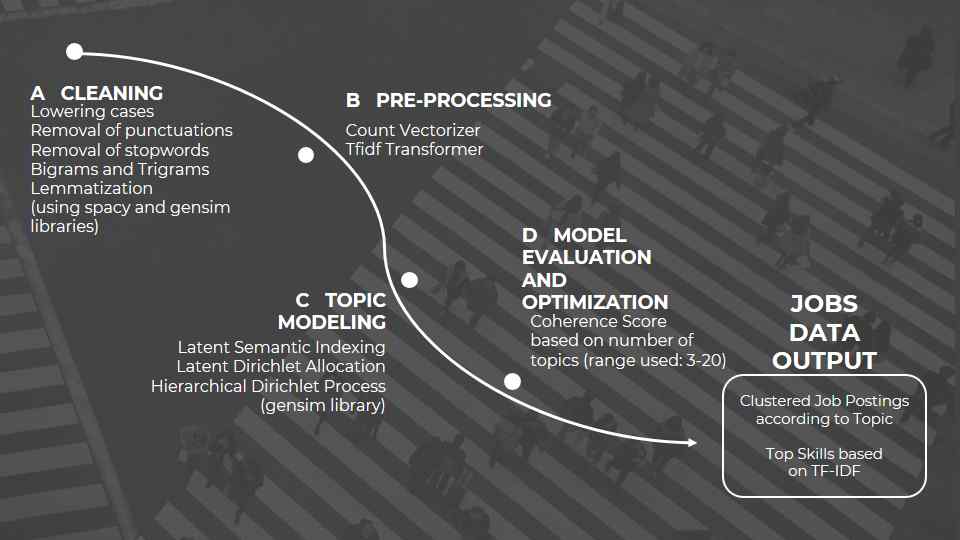 A CLEANING
Lowering cases
Removal of punctuations
Removal of stopwords
Bigrams and Trigrams
Lemmatization
(using spacy and gensim
libraries)
B PRE-PROCESSING
Count Vectorizer
Tfidf Transformer
C TOPIC
MODELING
Latent Semantic Indexing
Latent Dirichlet Allocation
Hierarchical Dirichlet Process
(gensim library)
D MODEL
EVALUATION
AND
OPTIMIZATION
Coherence Score
based on number of
topics (range used: 3-20)
JOBS
DATA
OUTPUT
Clustered Job Postings
according to Topic
Top Skills based
on TF-IDF